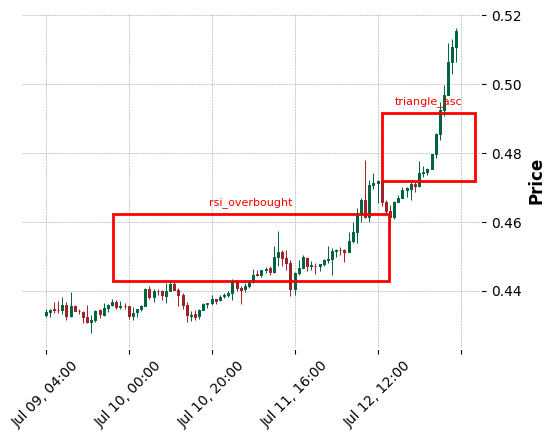 0.52
0.50
triangle_asc
0.48
Price
rsi_overbought
0.46
0.44
Jul 09, 04:00
Jul 10, 00:00
Jul 10, 20:00
Jul 11, 16:00
Jul 12, 12:00